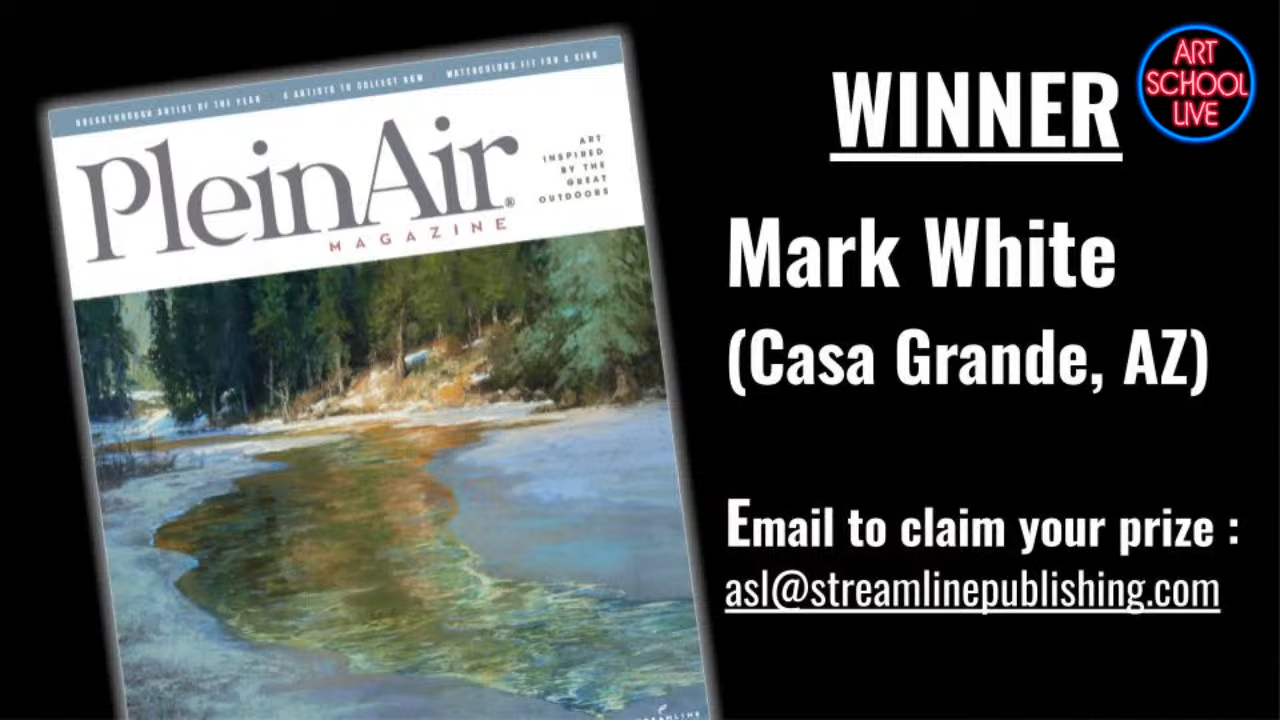 BREAKTHROUGH ARTIST OF THE YEAR | 6 ARTISTS TO COLLECT NOW | WATERCOLORS FIT FOR A KING
PleinAir®
MAGAZINE
ART
INSPIRED
BY THE
GREAT
OUTDOORS
WINNER
ART
SCHOOL
LIVE
Mark White
(Casa Grande, AZ)
Email to claim your prize :
asl@streamlinepublishing.com